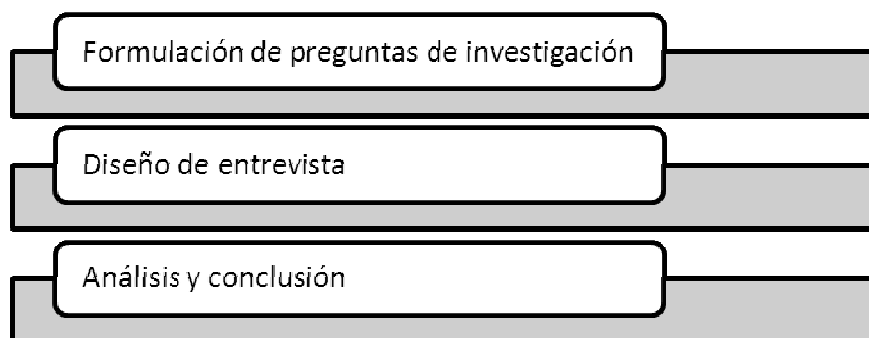 Formulación de preguntas de investigación
Diseño de entrevista
Análisis y conclusión